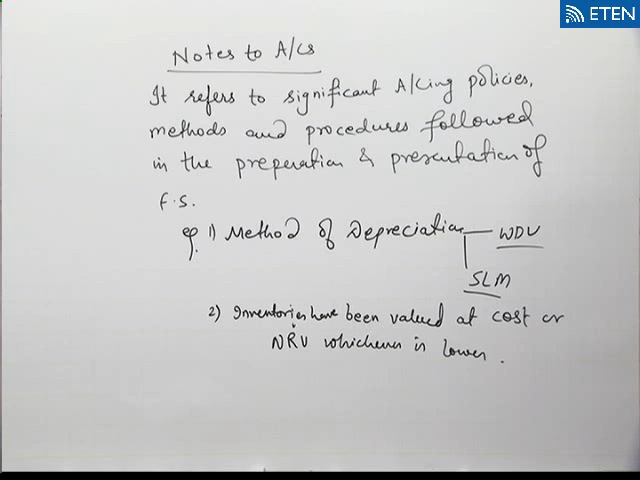 ETEN
Notes to A/cs
It refers to significant A/cing policies,
methods and procedures followed
in the preperation & presentation of
F.S.
eg. 1) Method of Depreciation — WDV
SLM
2) Inventories have been valued at cost or
NRV whichever is lower.